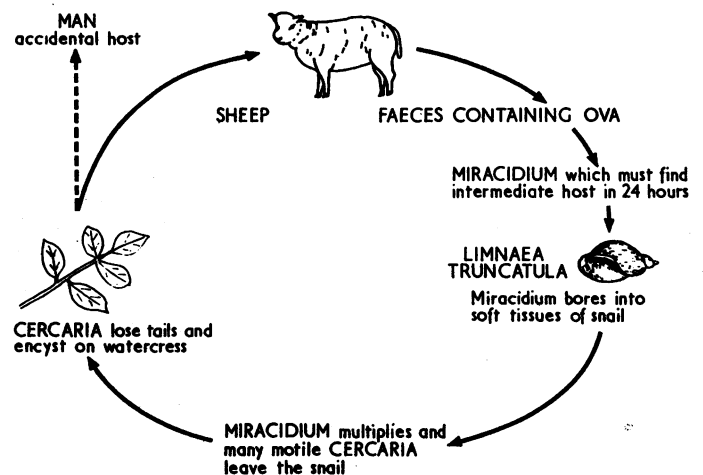 MAN
accidental host
SHEEP
FAECES CONTAINING OVA
MIRACIDIUM which must find
intermediate host in 24 hours
LIMNAEA
TRUNCATULA
Miracidium bores into
soft tissues of snail
MIRACIDIUM multiplies and
many motile CERCARIA
leave the snail
CERCARIA lose tails and
encyst on watercress